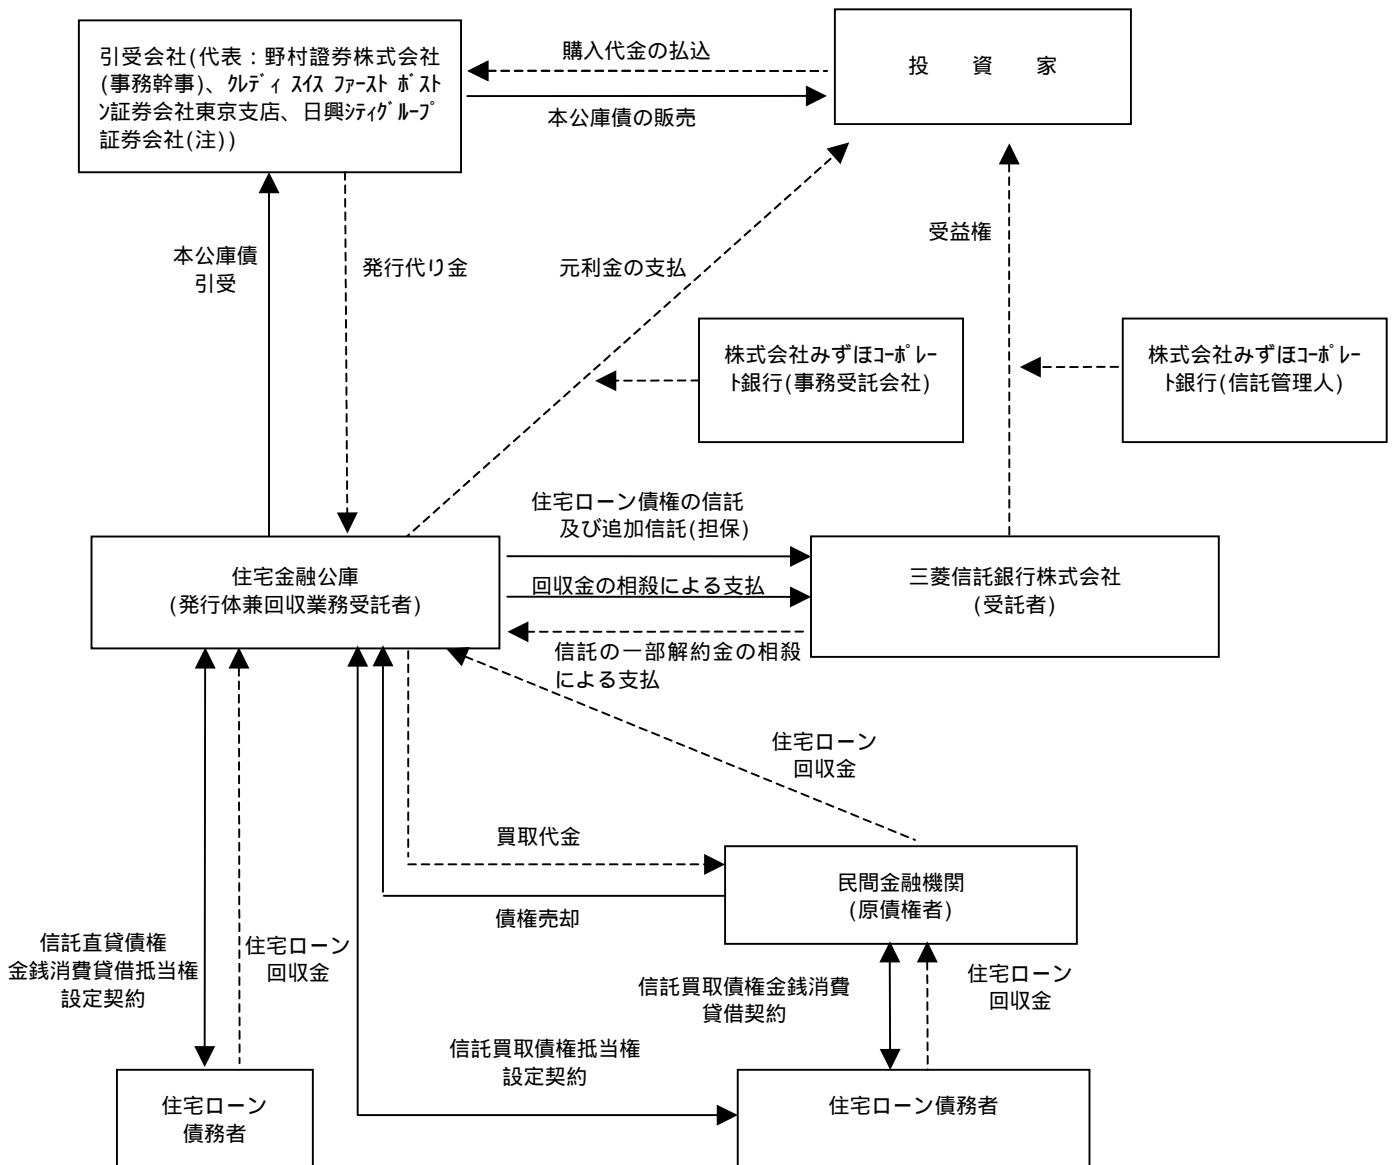 引受会社(代表：野村證券株式会社
(事務幹事)、ｸﾚﾃﾞｨ ｽｲｽ ﾌｧｰｽﾄ ﾎﾞｽﾄ
ﾝ証券会社東京支店、日興ｼﾃｨｸﾞﾙｰﾌﾟ
証券会社(注))
購入代金の払込
本公庫債の販売
投　資　家
本公庫債
引受
発行代り金
元利金の支払
受益権
株式会社みずほｺｰﾎﾟﾚｰ
ﾄ銀行(事務受託会社)
株式会社みずほｺｰﾎﾟﾚｰ
ﾄ銀行(信託管理人)
住宅ローン債権の信託
及び追加信託(担保)
住宅金融公庫
(発行体兼回収業務受託者)
回収金の相殺による支払
三菱信託銀行株式会社
(受託者)
信託の一部解約金の相殺
による支払
住宅ローン
回収金
買取代金
債権売却
民間金融機関
(原債権者)
信託直貸債権
金銭消費貸借抵当権
設定契約
住宅ローン
回収金
信託買取債権金銭消費
貸借契約
住宅ローン
回収金
信託買取債権抵当権
設定契約
住宅ローン
債務者
住宅ローン債務者